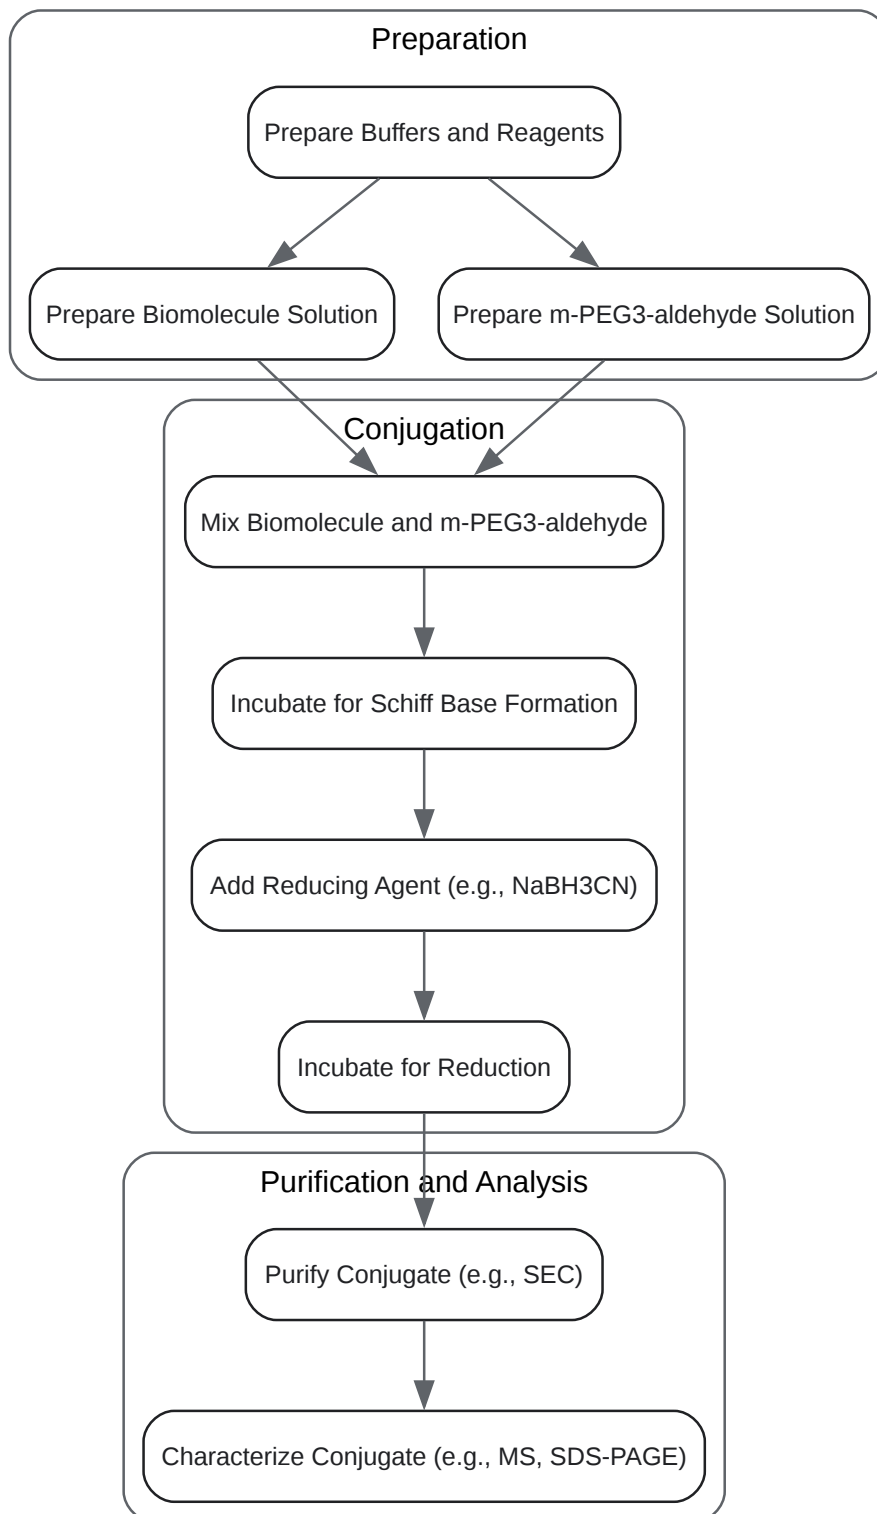 Preparation
Prepare Buffers and Reagents
Prepare Biomolecule Solution
Prepare m-PEG3-aldehyde Solution
Conjugation
Mix Biomolecule and m-PEG3-aldehyde
Incubate for Schiff Base Formation
Add Reducing Agent (e.g., NaBH3CN)
Incubate for Reduction
Purification and Analysis
Purify Conjugate (e.g., SEC)
Characterize Conjugate (e.g., MS, SDS-PAGE)